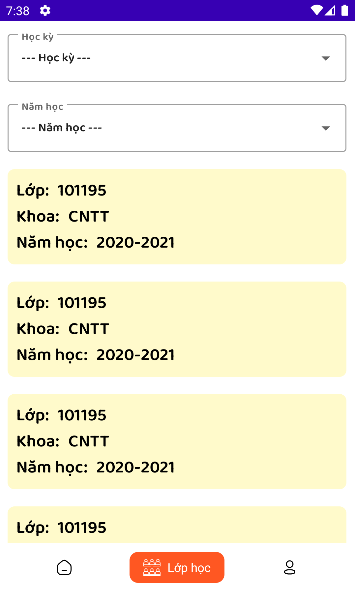 7:38
Học kỳ
--- Học kỳ ---
Năm học
--- Năm học ---
Lớp: 101195
Khoa: CNTT
Năm học: 2020-2021
Lớp: 101195
Khoa: CNTT
Năm học: 2020-2021
Lớp: 101195
Khoa: CNTT
Năm học: 2020-2021
Lớp: 101195
Lớp học